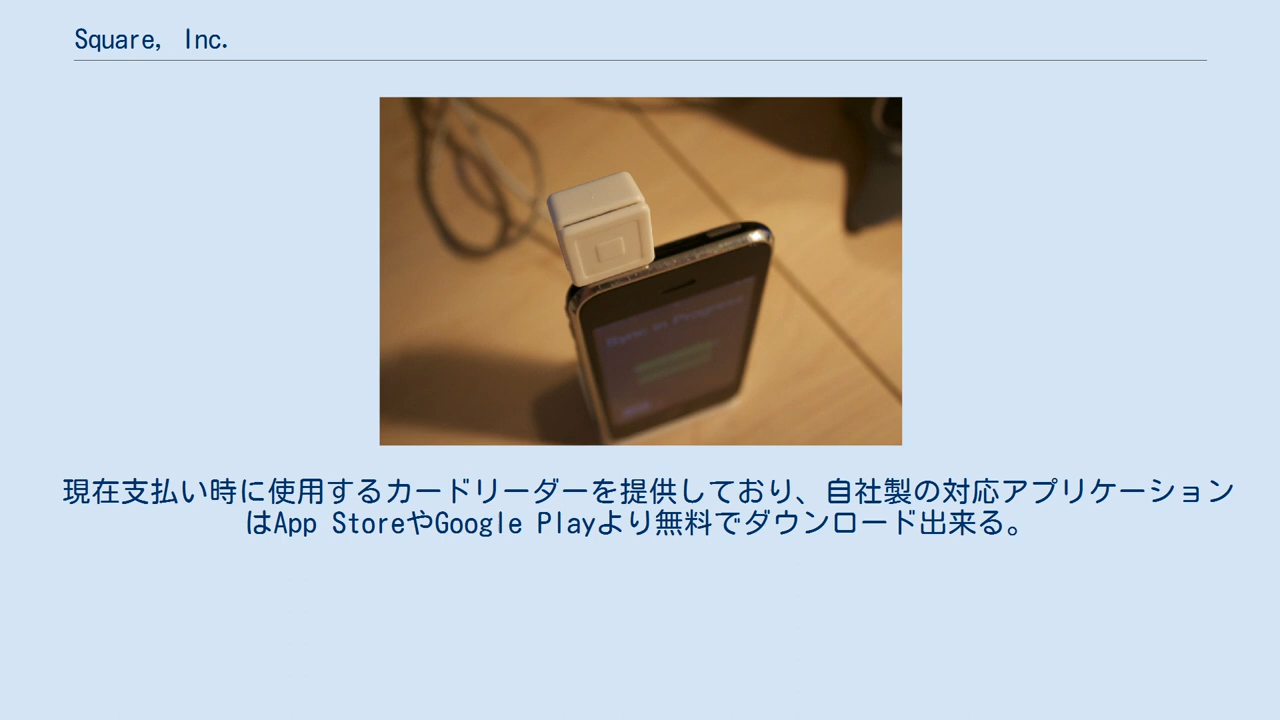 Square, Inc.
Sync in Progress
現在支払い時に使用するカードリーダーを提供しており、自社製の対応アプリケーション
はApp StoreやGoogle Playより無料でダウンロード出来る。